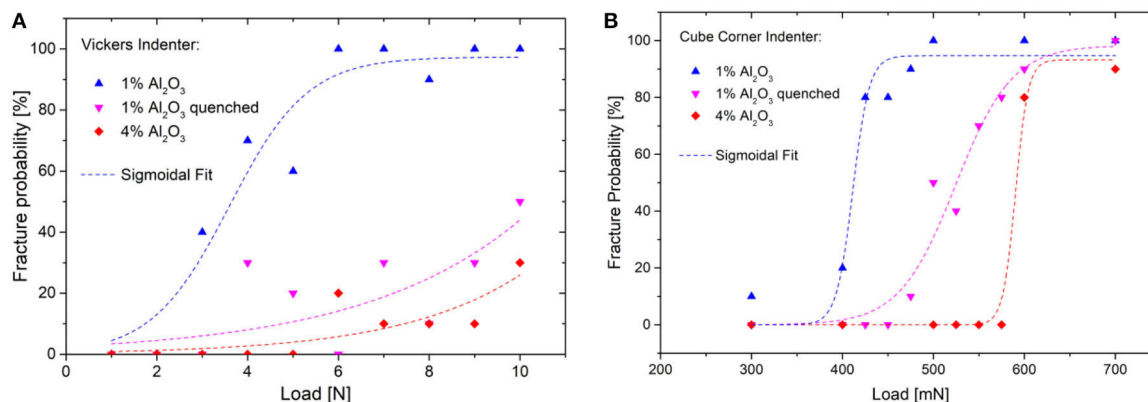 A
Fracture probability [%]
100
80
60
40
20
0
Vickers Indenter:
1% Al₂O₃
1% Al₂O₃ quenched
4% Al₂O₃
Sigmoidal Fit
0 2 4 6 8 10
Load [N]
B
Fracture Probability [%]
100
80
60
40
20
0
Cube Corner Indenter:
1% Al₂O₃
1% Al₂O₃ quenched
4% Al₂O₃
Sigmoidal Fit
200 300 400 500 600 700
Load [mN]